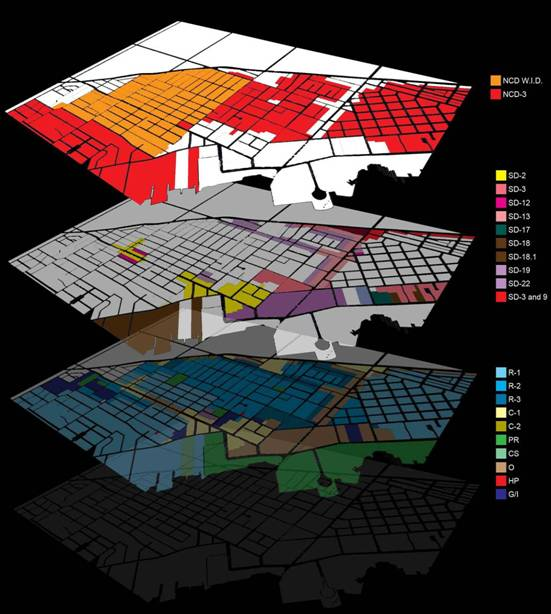 NCD W.I.D.
NCD-3
SD-2
SD-3
SD-12
SD-13
SD-17
SD-18
SD-18.1
SD-19
SD-22
SD-3 and 9
R-1
R-2
R-3
C-1
C-2
PR
CS
O
HP
G/I